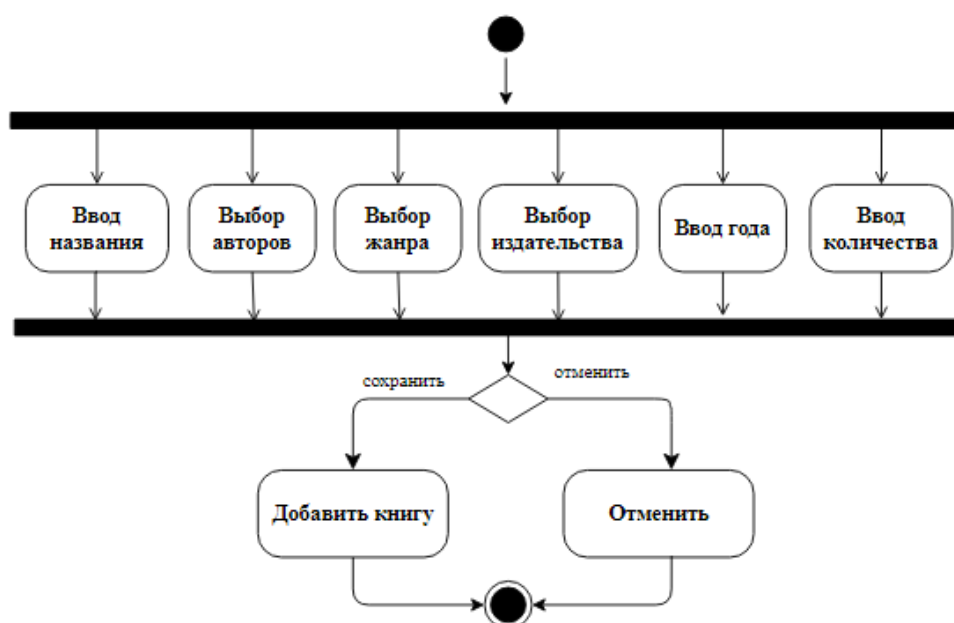 Ввод
названия
Выбор
авторов
Выбор
жанра
Выбор
издательства
Ввод года
Ввод
количества
сохранить
отменить
Добавить книгу
Отменить